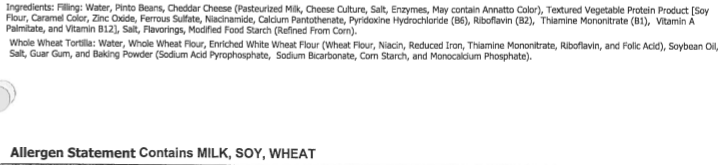 Ingredients: Filling: Water, Pinto Beans, Cheddar Cheese (Pasteurized Milk, Cheese Culture, Salt, Enzymes, May contain Annatto Color), Textured Vegetable Protein Product [Soy
Flour, Caramel Color, Zinc Oxide, Ferrous Sulfate, Niacinamide, Calcium Pantothenate, Pyridoxine Hydrochloride (B6), Riboflavin (B2), Thiamine Mononitrate (B1), Vitamin A
Palmitate, and Vitamin B12], Salt, Flavorings, Modified Food Starch (Refined From Corn).
Whole Wheat Tortilla: Water, Whole Wheat Flour, Enriched White Wheat Flour (Wheat Flour, Niacin, Reduced Iron, Thiamine Mononitrate, Riboflavin, and Folic Acid), Soybean Oil,
Salt, Guar Gum, and Baking Powder (Sodium Acid Pyrophosphate, Sodium Bicarbonate, Corn Starch, and Monocalcium Phosphate).
Allergen Statement Contains MILK, SOY, WHEAT